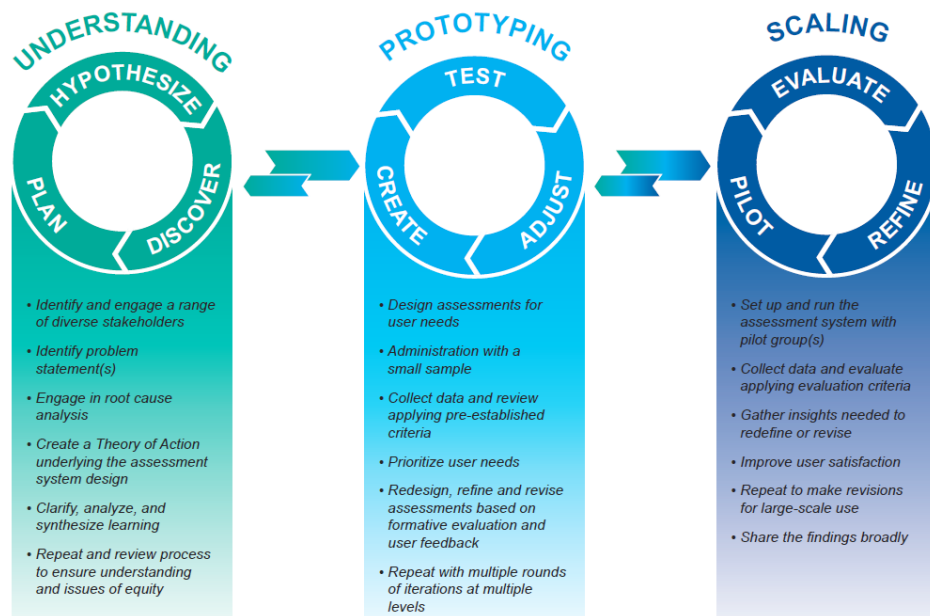 UNDERSTANDING
HYPOTHESIZE
DISCOVER
PLAN
• Identify and engage a range
of diverse stakeholders
• Identify problem
statement(s)
• Engage in root cause
analysis
• Create a Theory of Action
underlying the assessment
system design
• Clarify, analyze, and
synthesize learning
• Repeat and review process
to ensure understanding
and issues of equity
PROTOTYPING
TEST
ADJUST
CREATE
• Design assessments for
user needs
• Administration with a
small sample
• Collect data and review
applying pre-established
criteria
• Prioritize user needs
• Redesign, refine and revise
assessments based on
formative evaluation and
user feedback
• Repeat with multiple rounds
of iterations at multiple
levels
SCALING
EVALUATE
REFINE
PILOT
• Set up and run the
assessment system with
pilot group(s)
• Collect data and evaluate
applying evaluation criteria
• Gather insights needed to
redefine or revise
• Improve user satisfaction
• Repeat to make revisions
for large-scale use
• Share the findings broadly